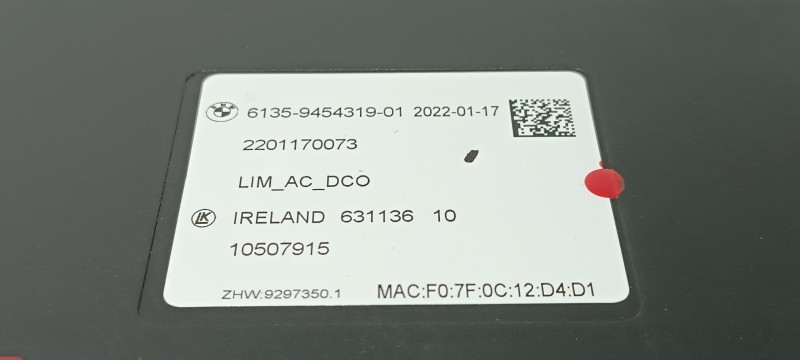 6135-9454319-01 2022-01-17
2201170073
LIM_AC_DCO
LK IRELAND 631136 10
10507915
ZHW:9297350.1 MAC:F0:7F:0C:12:D4:D1